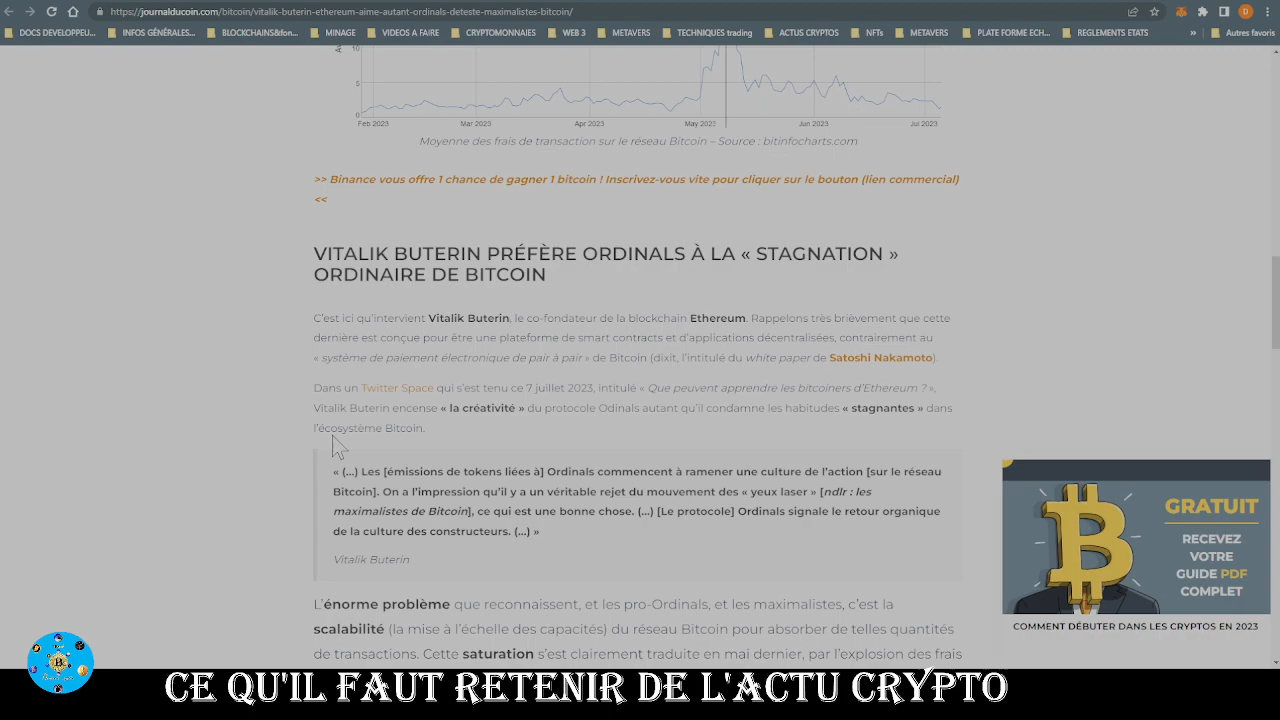 https://journalducoin.com/bitcoin/vitalik-buterin-ethereum-aime-autant-ordinals-deteste-maximalistes-bitcoin/
DOCS DEVELOPPEU... INFOS GÉNÉRALES... BLOCKCHAINS&fon... MINAGE VIDEOS A FAIRE CRYPTOMONNAIES WEB 3 METAVERS TECHNIQUES trading ACTUS CRYPTOS NFTs METAVERS PLATE FORME ECH... REGLEMENTS ETATS » Autres favoris
10
5
0
Feb 2023 Mar 2023 Apr 2023 May 2023 Jun 2023 Jul 2023
Moyenne des frais de transaction sur le réseau Bitcoin – Source : bitinfocharts.com
>> Binance vous offre 1 chance de gagner 1 bitcoin ! Inscrivez-vous vite pour cliquer sur le bouton (lien commercial)
<<
VITALIK BUTERIN PRÉFÈRE ORDINALS À LA « STAGNATION »
ORDINAIRE DE BITCOIN
C'est ici qu'intervient Vitalik Buterin, le co-fondateur de la blockchain Ethereum. Rappelons très brièvement que cette
dernière est conçue pour être une plateforme de smart contracts et d'applications décentralisées, contrairement au
« système de paiement électronique de pair à pair » de Bitcoin (dixit, l'intitulé du white paper de Satoshi Nakamoto).
Dans un Twitter Space qui s'est tenu ce 7 juillet 2023, intitulé « Que peuvent apprendre les bitcoiners d'Ethereum ? »,
Vitalik Buterin encense « la créativité » du protocole Odinals autant qu'il condamne les habitudes « stagnantes » dans
l'écosystème Bitcoin.
« (...) Les [émissions de tokens liées à] Ordinals commencent à ramener une culture de l'action [sur le réseau
Bitcoin]. On a l'impression qu'il y a un véritable rejet du mouvement des « yeux laser » [ndlr : les
maximalistes de Bitcoin], ce qui est une bonne chose. (...) [Le protocole] Ordinals signale le retour organique
de la culture des constructeurs. (...) »
Vitalik Buterin
L'énorme problème que reconnaissent, et les pro-Ordinals, et les maximalistes, c'est la
scalabilité (la mise à l'échelle des capacités) du réseau Bitcoin pour absorber de telles quantités
de transactions. Cette saturation s'est clairement traduite en mai dernier, par l'explosion des frais
GRATUIT
RECEVEZ
VOTRE
GUIDE PDF
COMPLET
COMMENT DÉBUTER DANS LES CRYPTOS EN 2023
CE QU'IL FAUT RETENIR DE L'ACTU CRYPTO